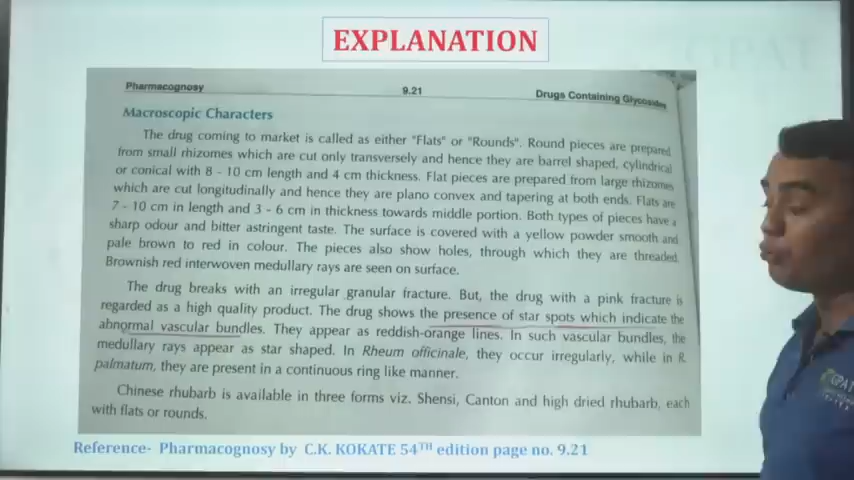 EXPLANATION
GPAT
Pharmacognosy 9.21 Drugs Containing Glycosides
Macroscopic Characters
The drug coming to market is called as either "Flats" or "Rounds". Round pieces are prepared
from small rhizomes which are cut only transversely and hence they are barrel shaped, cylindrical
or conical with 8 - 10 cm length and 4 cm thickness. Flat pieces are prepared from large rhizomes
which are cut longitudinally and hence they are plano convex and tapering at both ends. Flats are
7 - 10 cm in length and 3 - 6 cm in thickness towards middle portion. Both types of pieces have a
sharp odour and bitter astringent taste. The surface is covered with a yellow powder smooth and
pale brown to red in colour. The pieces also show holes, through which they are threaded.
Brownish red interwoven medullary rays are seen on surface.
The drug breaks with an irregular granular fracture. But, the drug with a pink fracture is
regarded as a high quality product. The drug shows the presence of star spots which indicate the
abnormal vascular bundles. They appear as reddish-orange lines. In such vascular bundles, the
medullary rays appear as star shaped. In Rheum officinale, they occur irregularly, while in R.
palmatum, they are present in a continuous ring like manner.
Chinese rhubarb is available in three forms viz. Shensi, Canton and high dried rhubarb, each
with flats or rounds.
Reference- Pharmacognosy by C.K. KOKATE 54TH edition page no. 9.21
GPAT